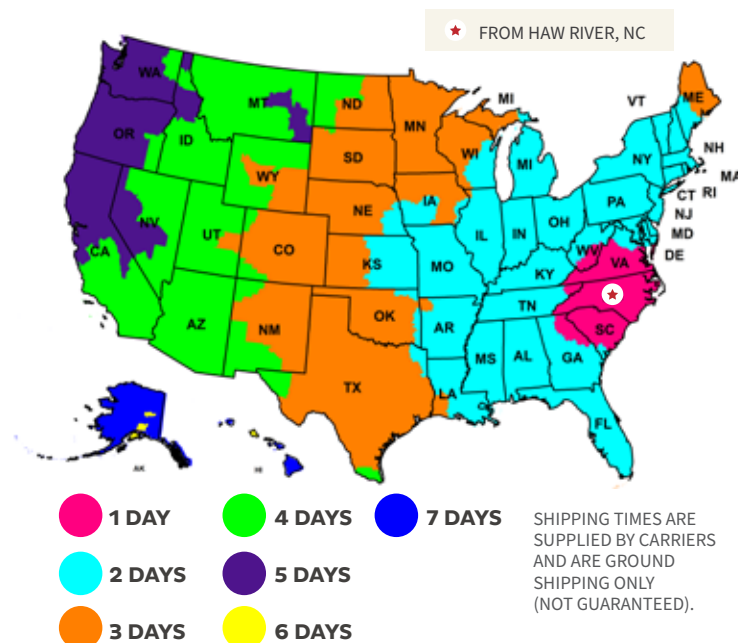 FROM HAW RIVER, NC
WA
MT
ND
MN
MI
VT
ME
OR
ID
SD
WI
MI
NY
NH
MA
WY
NE
IA
PA
CT
RI
NJ
NV
UT
CO
IL
IN
OH
MD
DE
CA
KS
MO
WV
VA
KY
AZ
NM
OK
TN
AR
SC
TX
MS
AL
GA
LA
FL
AK
HI
1 DAY
4 DAYS
7 DAYS
2 DAYS
5 DAYS
3 DAYS
6 DAYS
SHIPPING TIMES ARE
SUPPLIED BY CARRIERS
AND ARE GROUND
SHIPPING ONLY
(NOT GUARANTEED).